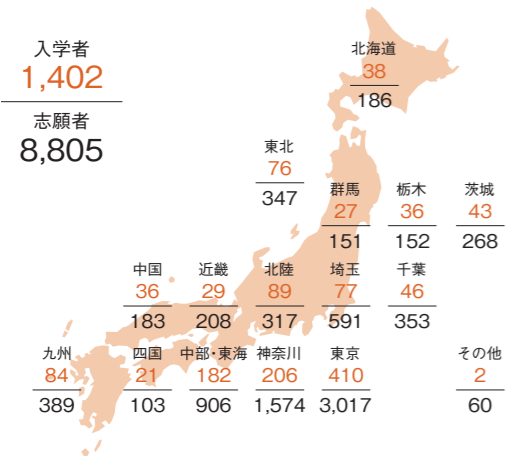 入学者
1,402
志願者
8,805
北海道
38
186
東北
76
347
群馬
27
151
栃木
36
152
茨城
43
268
中国
36
183
近畿
29
208
北陸
89
317
埼玉
77
591
千葉
46
353
九州
84
389
四国
21
103
中部・東海
182
906
神奈川
206
1,574
東京
410
3,017
その他
2
60